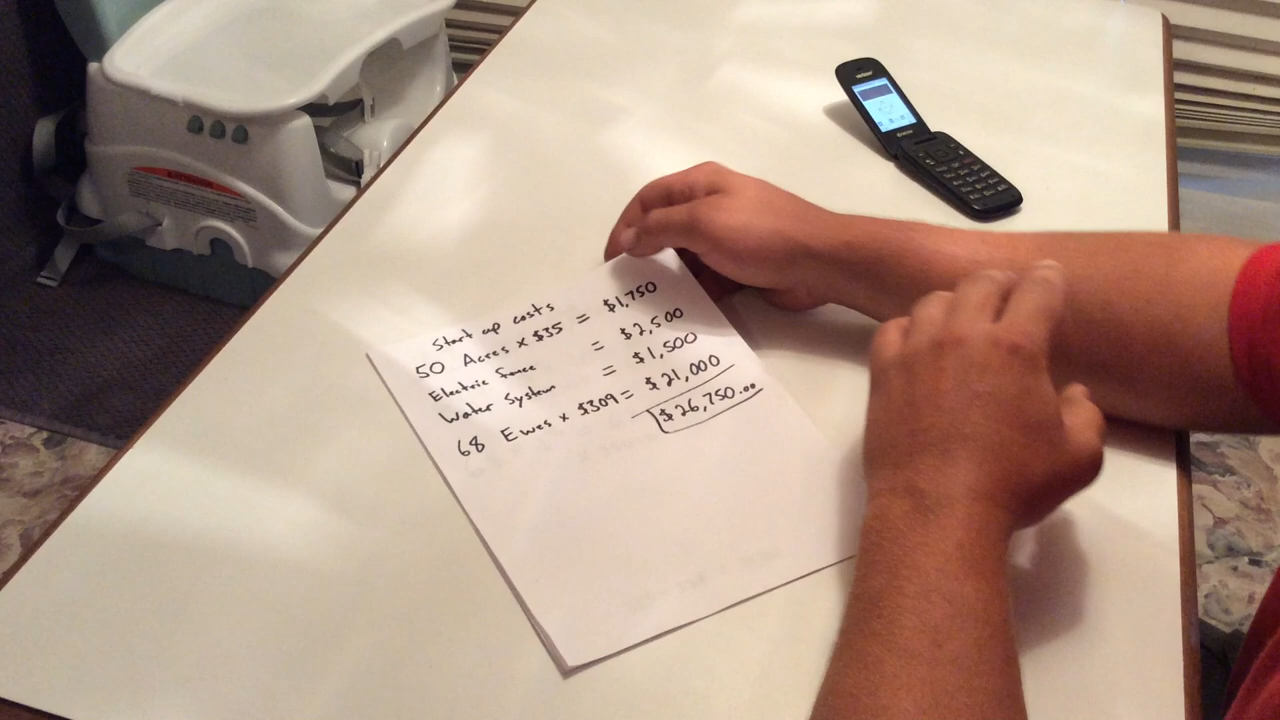 verizon
Start up costs
50 Acres x $35 = $1,750
Electric fence = $2,500
Water System = $1,500
68 Ewes x $309 = $21,000
$26,750.00